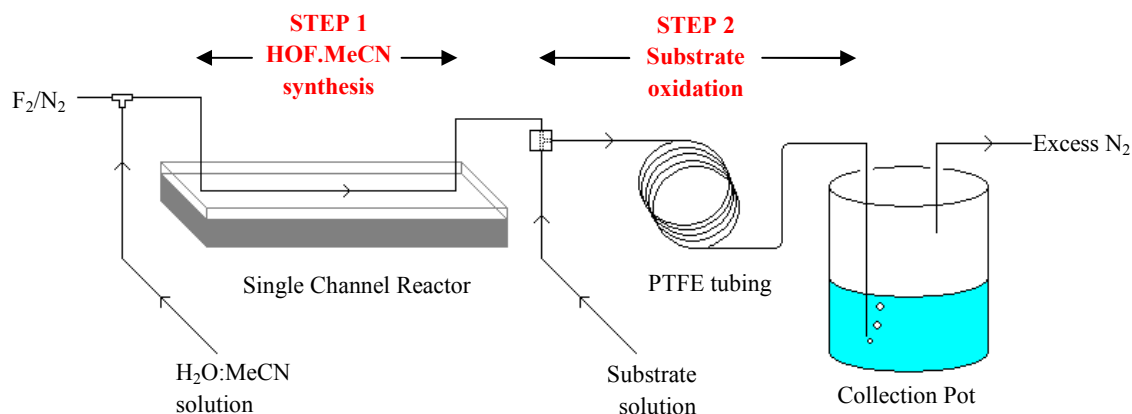 STEP 1
HOF.MeCN
synthesis
STEP 2
Substrate
oxidation
F₂/N₂
Excess N₂
Single Channel Reactor
PTFE tubing
H₂O:MeCN
solution
Substrate
solution
Collection Pot